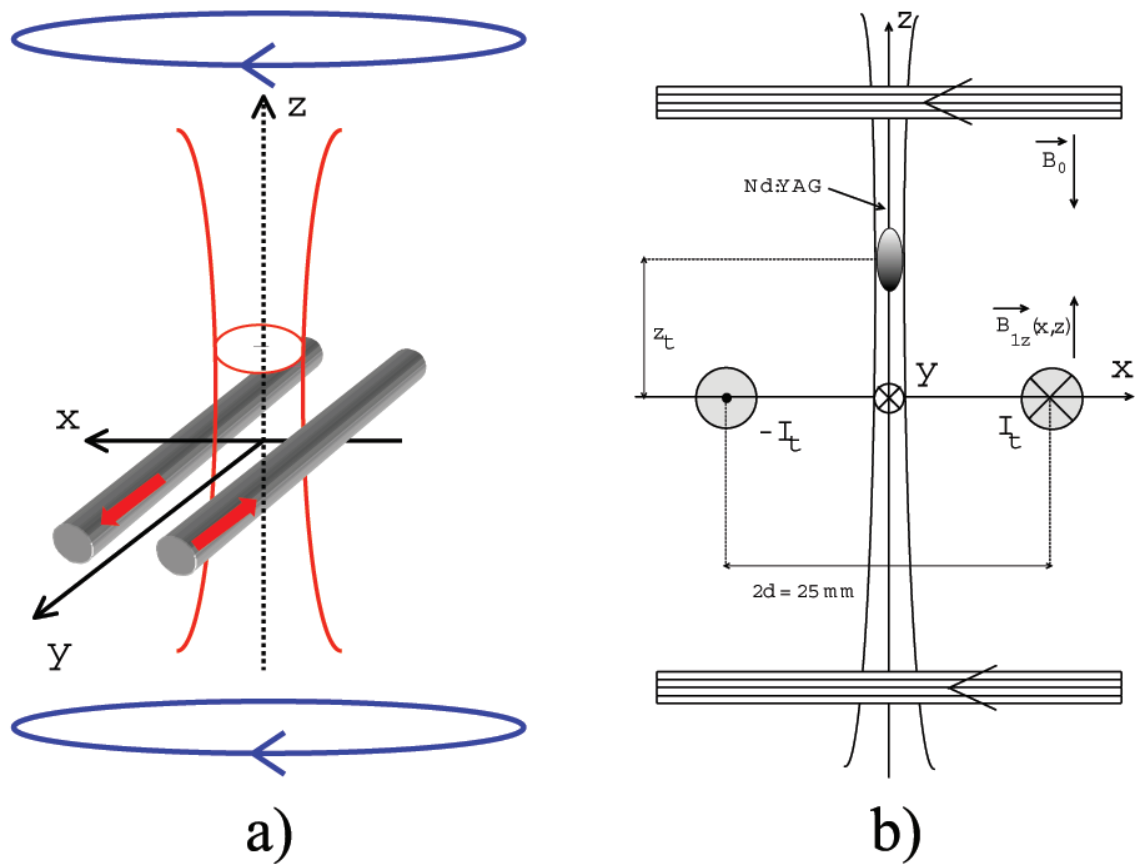 z
x
y
a)
z
B₀
Nd:YAG
B₁z(x,z)
zₜ
y
x
-Iₜ
Iₜ
2d = 25 mm
b)